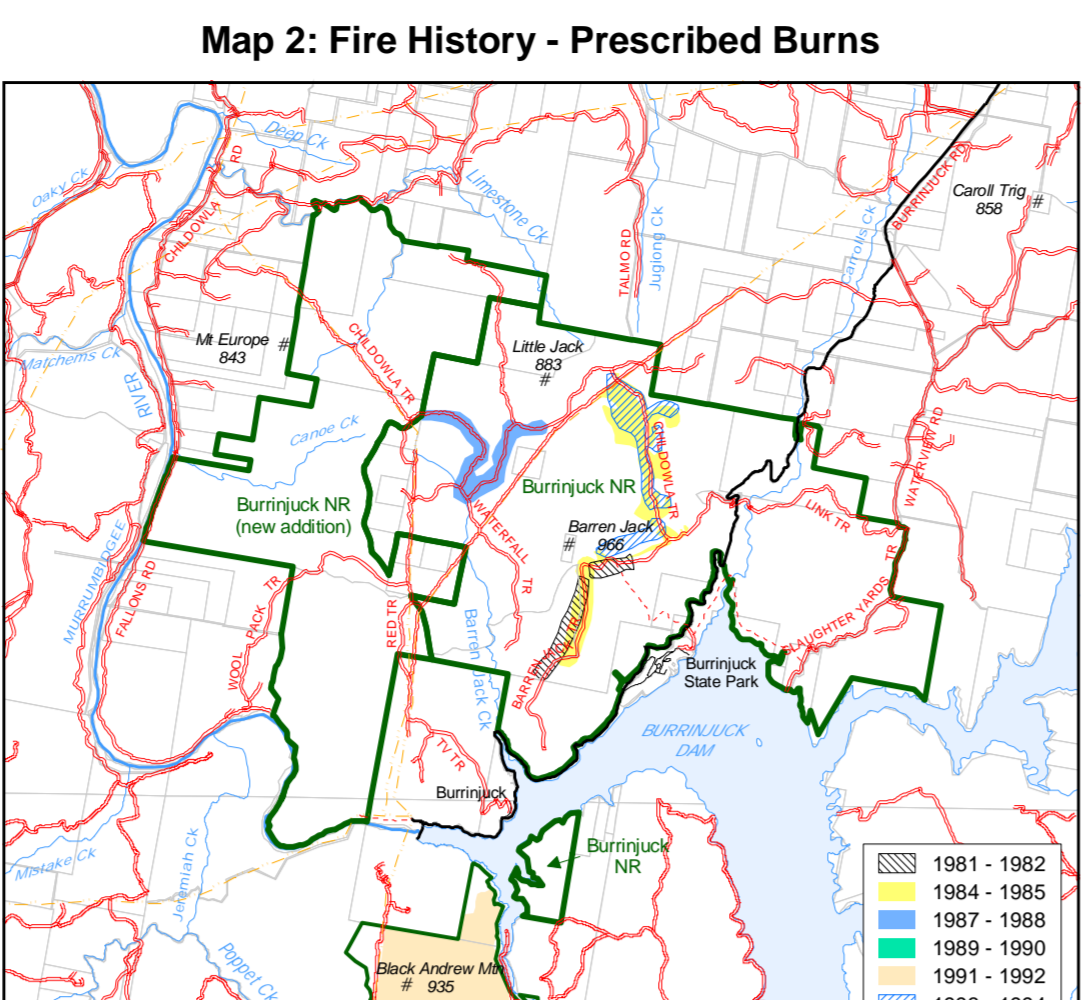 Map 2: Fire History - Prescribed Burns
Deep Ck
Oaky Ck
RD
CHILDOWLA
Limestone Ck
TALMORD
Juglong Ck
Carrolls Ck
BURRINJUCK RD
Caroll Trig #
858
Mt Europe #
843
Matchems Ck
RIVER
CHILDOWLA TR
Little Jack
883
#
Canoe Ck
Burrinjuck NR
(new addition)
Burrinjuck NR
CHILDOWLA TR
WATERVIEW RD
LINK TR
WATERFALL TR
Barren Jack
# 966
MURRUMBIDGEE
FALLONS RD
WOOL PACK TR
RED TR
Barren Jack Ck
BARREN JACK TR
SLAUGHTER YARDS TR
Burrinjuck
State Park
BURRINJUCK
DAM
TV TR
Burrinjuck
Burrinjuck
NR
Mistake Ck
Jeremiah Ck
Poppet Ck
Black Andrew Mtn
# 935
1981 - 1982
1984 - 1985
1987 - 1988
1989 - 1990
1991 - 1992